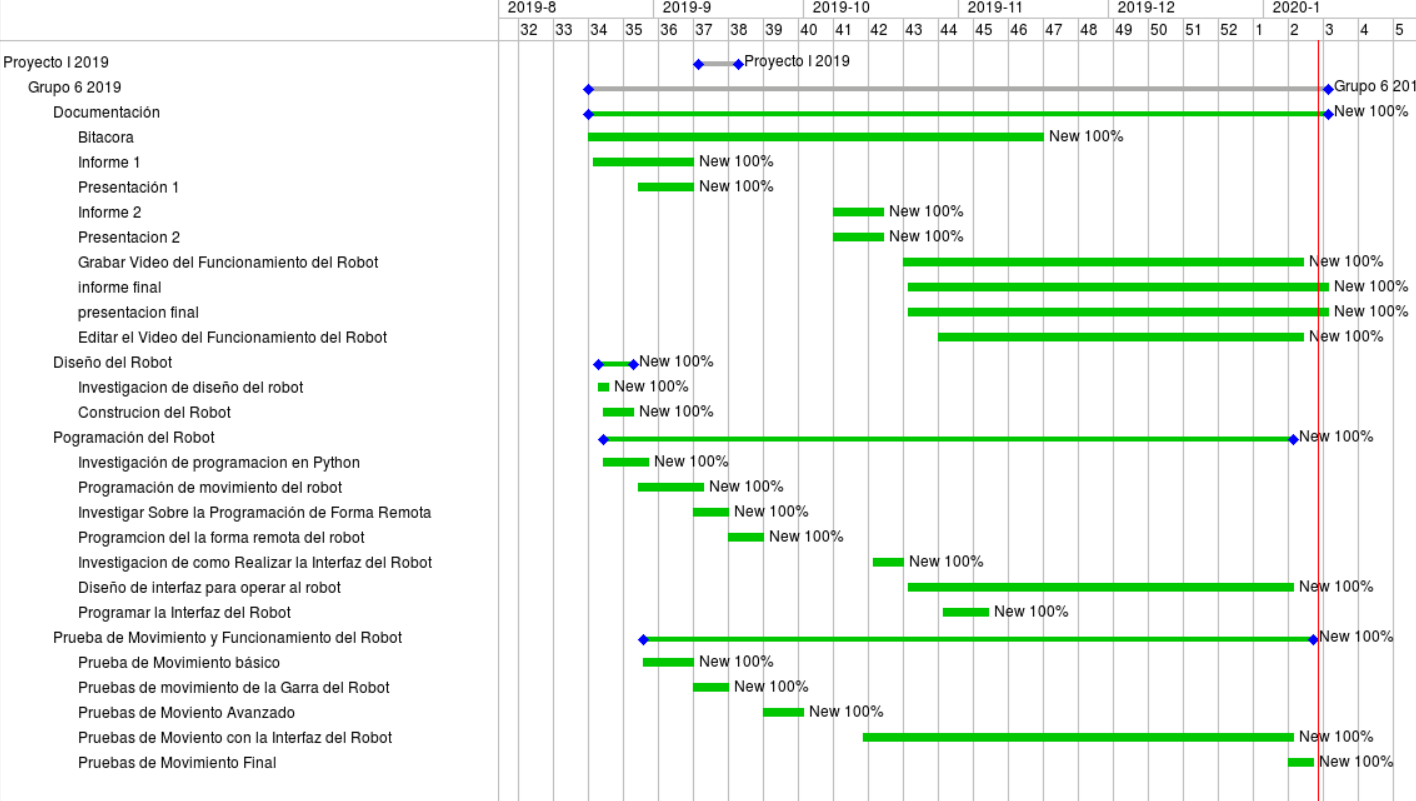 2019-8 2019-9 2019-10 2019-11 2019-12 2020-1
32 33 34 35 36 37 38 39 40 41 42 43 44 45 46 47 48 49 50 51 52 1 2 3 4 5
Proyecto I 2019 Proyecto I 2019
Grupo 6 2019 Grupo 6 201
Documentación New 100%
Bitacora New 100%
Informe 1 New 100%
Presentación 1 New 100%
Informe 2 New 100%
Presentacion 2 New 100%
Grabar Video del Funcionamiento del Robot New 100%
informe final New 100%
presentacion final New 100%
Editar el Video del Funcionamiento del Robot New 100%
Diseño del Robot New 100%
Investigacion de diseño del robot New 100%
Construcion del Robot New 100%
Pogramación del Robot New 100%
Investigación de programacion en Python New 100%
Programación de movimiento del robot New 100%
Investigar Sobre la Programación de Forma Remota New 100%
Programcion del la forma remota del robot New 100%
Investigacion de como Realizar la Interfaz del Robot New 100%
Diseño de interfaz para operar al robot New 100%
Programar la Interfaz del Robot New 100%
Prueba de Movimiento y Funcionamiento del Robot New 100%
Prueba de Movimiento básico New 100%
Pruebas de movimiento de la Garra del Robot New 100%
Pruebas de Moviento Avanzado New 100%
Pruebas de Moviento con la Interfaz del Robot New 100%
Pruebas de Movimiento Final New 100%